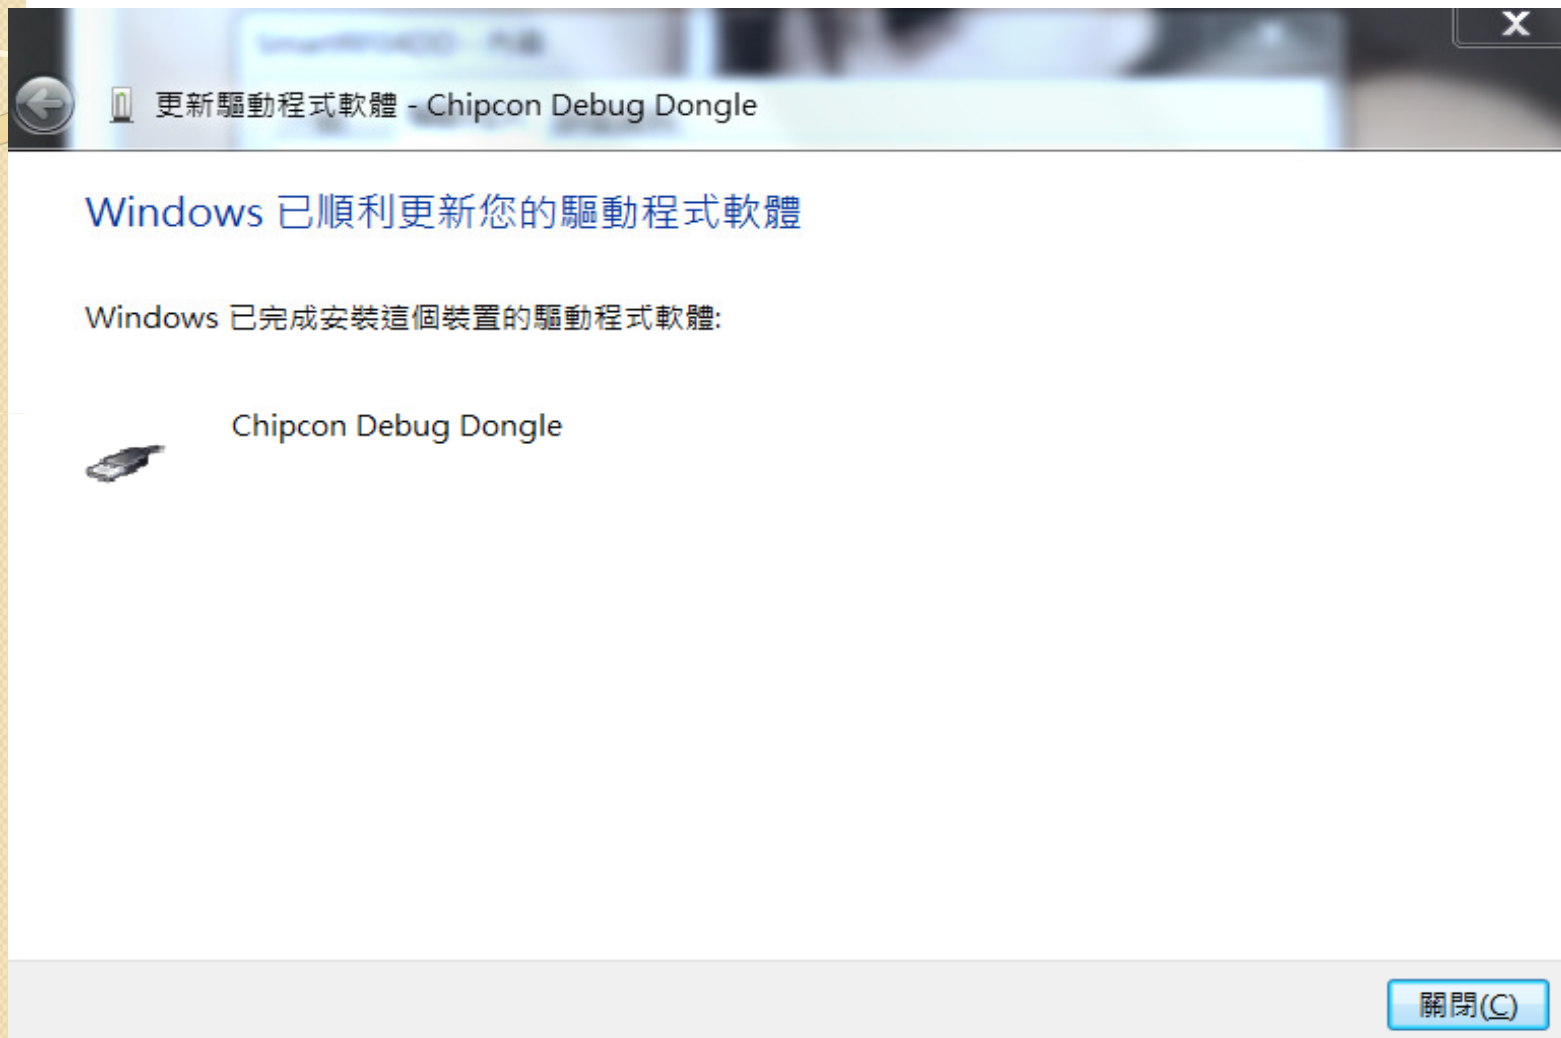 更新驅動程式軟體 - Chipcon Debug Dongle
Windows 已順利更新您的驅動程式軟體
Windows 已完成安裝這個裝置的驅動程式軟體:
Chipcon Debug Dongle
關閉(C)